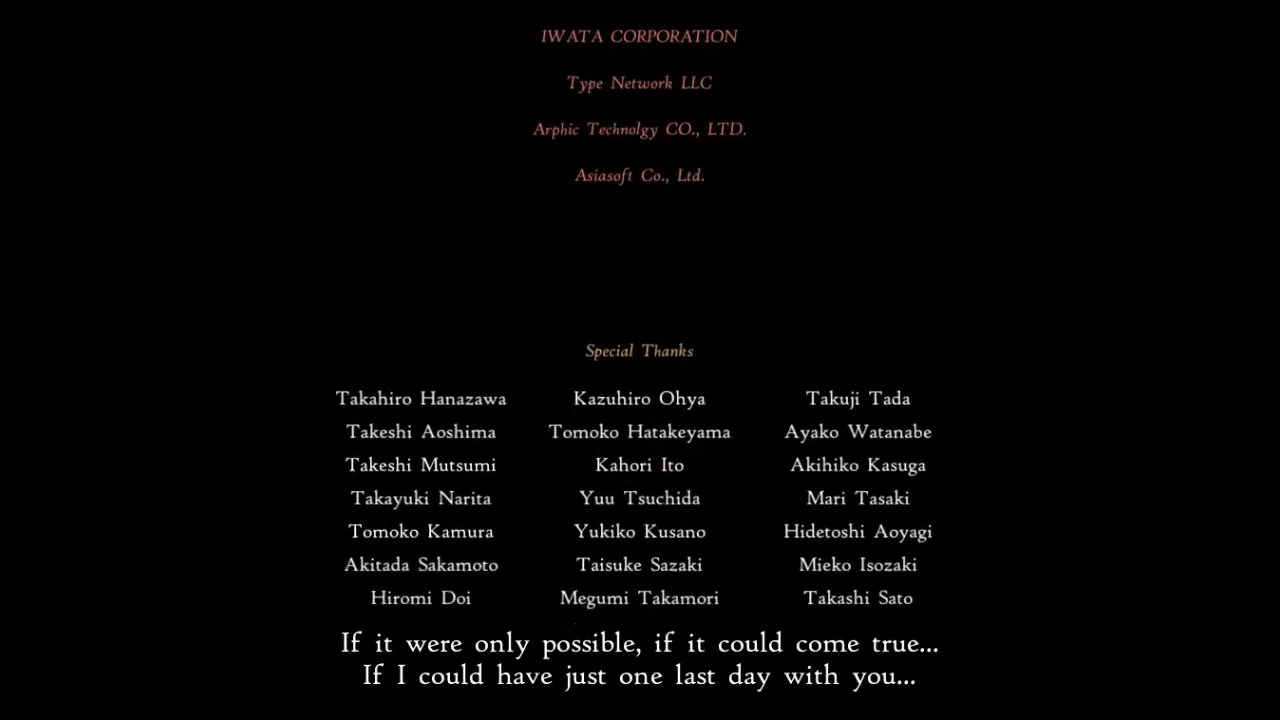 IWATA CORPORATION
Type Network LLC
Arphic Technolgy CO., LTD.
Asiasoft Co., Ltd.
Special Thanks
Takahiro Hanazawa Kazuhiro Ohya Takuji Tada
Takeshi Aoshima Tomoko Hatakeyama Ayako Watanabe
Takeshi Mutsumi Kahori Ito Akihiko Kasuga
Takayuki Narita Yuu Tsuchida Mari Tasaki
Tomoko Kamura Yukiko Kusano Hidetoshi Aoyagi
Akitada Sakamoto Taisuke Sazaki Mieko Isozaki
Hiromi Doi Megumi Takamori Takashi Sato
If it were only possible, if it could come true...
If I could have just one last day with you...